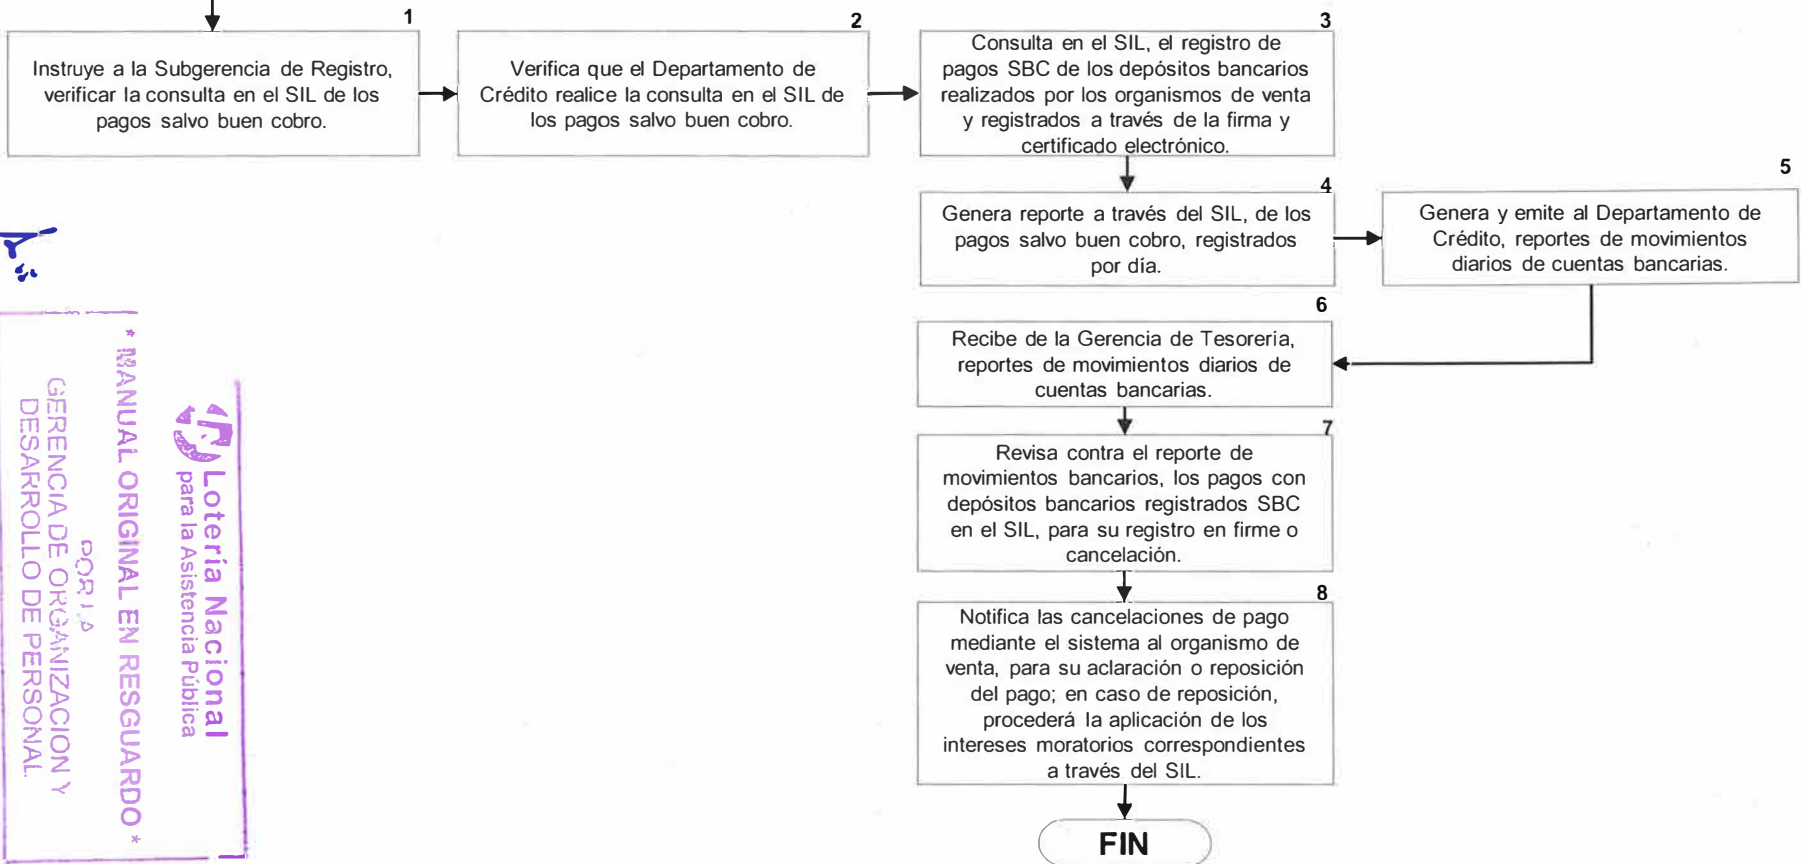 1
Instruye a la Subgerencia de Registro,
verificar la consulta en el SIL de los
pagos salvo buen cobro.
2
Verifica que el Departamento de
Crédito realice la consulta en el SIL de
los pagos salvo buen cobro.
3
Consulta en el SIL, el registro de
pagos SBC de los depósitos bancarios
realizados por los organismos de venta
y registrados a través de la firma y
certificado electrónico.
4
Genera reporte a través del SIL, de los
pagos salvo buen cobro, registrados
por día.
5
Genera y emite al Departamento de
Crédito, reportes de movimientos
diarios de cuentas bancarias.
6
Recibe de la Gerencia de Tesorería,
reportes de movimientos diarios de
cuentas bancarias.
7
Revisa contra el reporte de
movimientos bancarios, los pagos con
depósitos bancarios registrados SBC
en el SIL, para su registro en firme o
cancelación.
8
Notifica las cancelaciones de pago
mediante el sistema al organismo de
venta, para su aclaración o reposición
del pago; en caso de reposición,
procederá la aplicación de los
intereses moratorios correspondientes
a través del SIL.
FIN
Lotería Nacional
para la Asistencia Pública
* MANUAL ORIGINAL EN RESGUARDO *
POR LA
GERENCIA DE ORGANIZACION Y
DESARROLLO DE PERSONAL